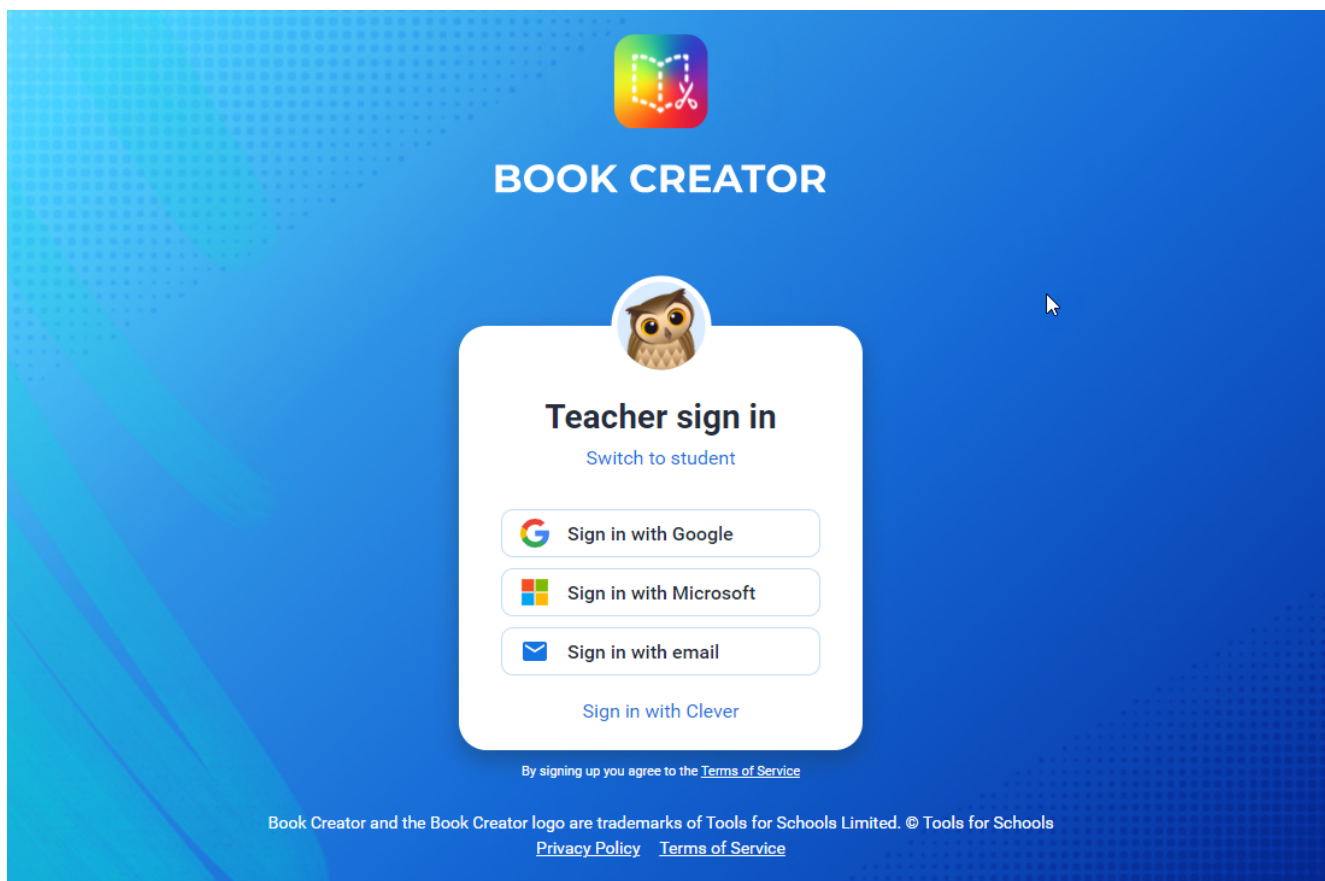 BOOK CREATOR
Teacher sign in
Switch to student
Sign in with Google
Sign in with Microsoft
Sign in with email
Sign in with Clever
By signing up you agree to the Terms of Service
Book Creator and the Book Creator logo are trademarks of Tools for Schools Limited. © Tools for Schools
Privacy Policy Terms of Service